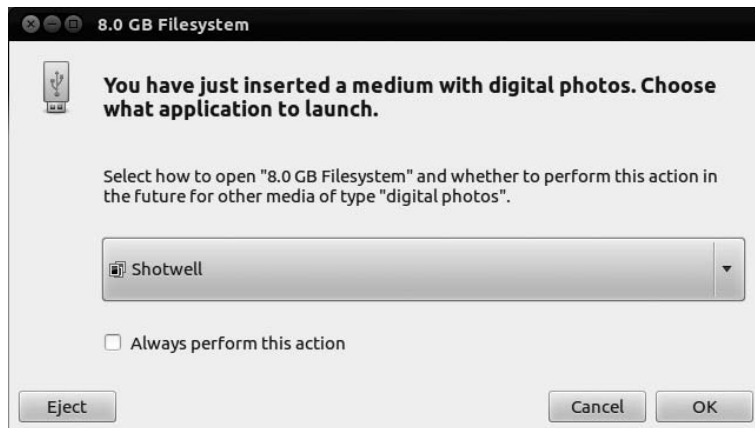 8.0 GB Filesystem
You have just inserted a medium with digital photos. Choose
what application to launch.
Select how to open "8.0 GB Filesystem" and whether to perform this action in
the future for other media of type "digital photos".
Shotwell
Always perform this action
Eject
Cancel
OK